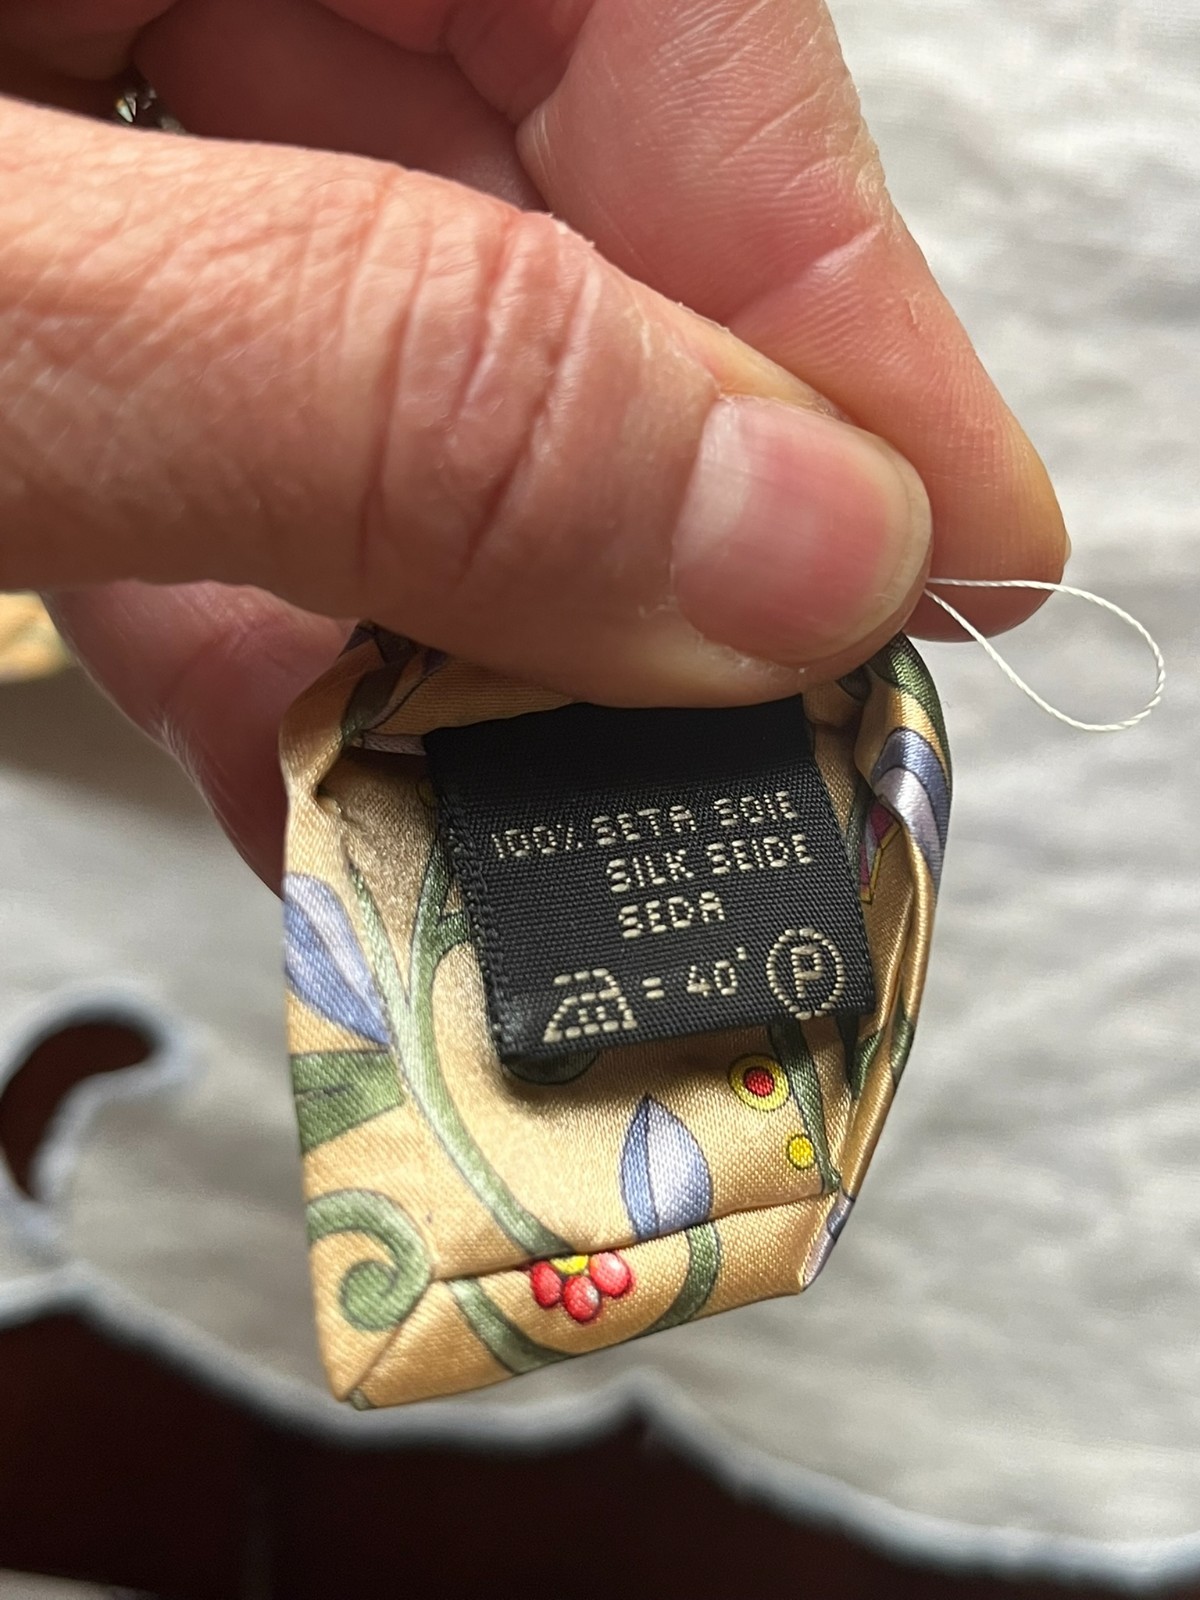 100% SETA SOIE
SILK SEIDE
SEDA
= 40' P